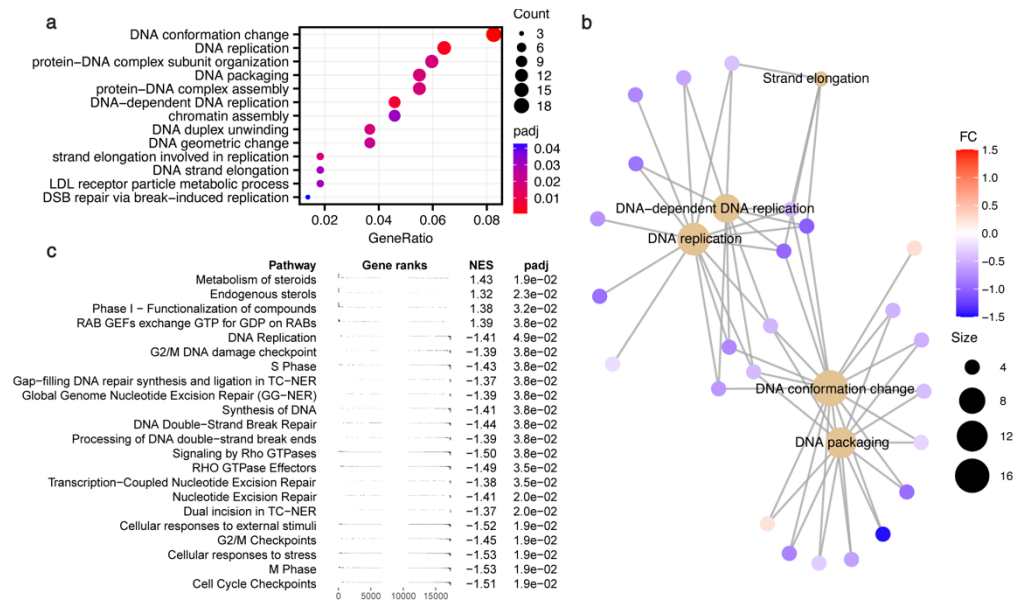 a
DNA conformation change
DNA replication
protein−DNA complex subunit organization
DNA packaging
protein−DNA complex assembly
DNA−dependent DNA replication
chromatin assembly
DNA duplex unwinding
DNA geometric change
strand elongation involved in replication
DNA strand elongation
LDL receptor particle metabolic process
DSB repair via break−induced replication
0.02 0.04 0.06 0.08
GeneRatio
Count
3
6
9
12
15
18
padj
0.04
0.03
0.02
0.01
b
Strand elongation
DNA−dependent DNA replication
DNA replication
DNA conformation change
DNA packaging
FC
1.5
1.0
0.5
0.0
−0.5
−1.0
−1.5
Size
4
8
12
16
c
Pathway Gene ranks NES padj
Metabolism of steroids 1.43 1.9e−02
Endogenous sterols 1.32 2.3e−02
Phase I − Functionalization of compounds 1.38 3.2e−02
RAB GEFs exchange GTP for GDP on RABs 1.39 3.8e−02
DNA Replication −1.41 4.9e−02
G2/M DNA damage checkpoint −1.39 3.8e−02
S Phase −1.43 3.8e−02
Gap−filling DNA repair synthesis and ligation in TC−NER −1.37 3.8e−02
Global Genome Nucleotide Excision Repair (GG−NER) −1.39 3.8e−02
Synthesis of DNA −1.41 3.8e−02
DNA Double−Strand Break Repair −1.44 3.8e−02
Processing of DNA double−strand break ends −1.39 3.8e−02
Signaling by Rho GTPases −1.50 3.8e−02
RHO GTPase Effectors −1.49 3.5e−02
Transcription−Coupled Nucleotide Excision Repair −1.38 3.5e−02
Nucleotide Excision Repair −1.41 2.0e−02
Dual incision in TC−NER −1.37 2.0e−02
Cellular responses to external stimuli −1.52 1.9e−02
G2/M Checkpoints −1.45 1.9e−02
Cellular responses to stress −1.53 1.9e−02
M Phase −1.53 1.9e−02
Cell Cycle Checkpoints −1.51 1.9e−02
0 5000 10000 15000